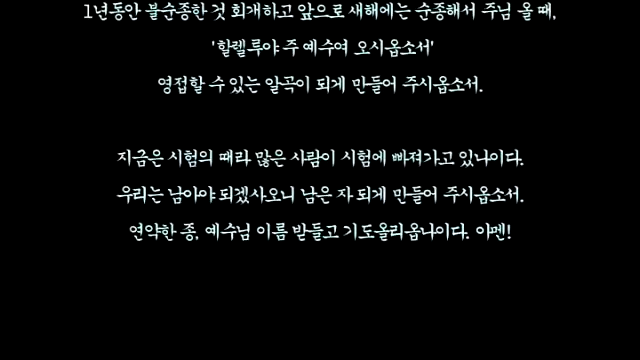 1년동안 불순종한 것 회개하고 앞으로 새해에는 순종해서 주님 올 때,
'할렐루야 주 예수여 오시옵소서'
영접할 수 있는 알곡이 되게 만들어 주시옵소서.
지금은 시험의 때라 많은 사람이 시험에 빠져가고 있나이다.
우리는 남아야 되겠사오니 남은 자 되게 만들어 주시옵소서.
연약한 종, 예수님 이름 받들고 기도올리옵나이다. 아멘!